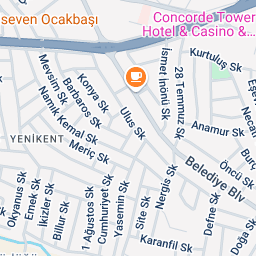 Concorde Tower
Hotel & Casino &...
seven Ocakbaşı
Kurtuluş Sk
Mevsim Sk
Barbaros Sk
Konya Sk
Namık Kemal Sk
Ulus Sk
İsmet İnönü Sk
28 Temmuz Sk
Anamur Sk
YENİKENT
Meriç Sk
Belediye Blv
Öncü Sk
Nergis Sk
Okyanus Sk
Emek Sk
İkizler Sk
Billur Sk
1 Ağustos Sk
Cumhuriyet Sk
Yasemin Sk
Site Sk
Karanfil Sk
Defne Sk
Doğa Sk